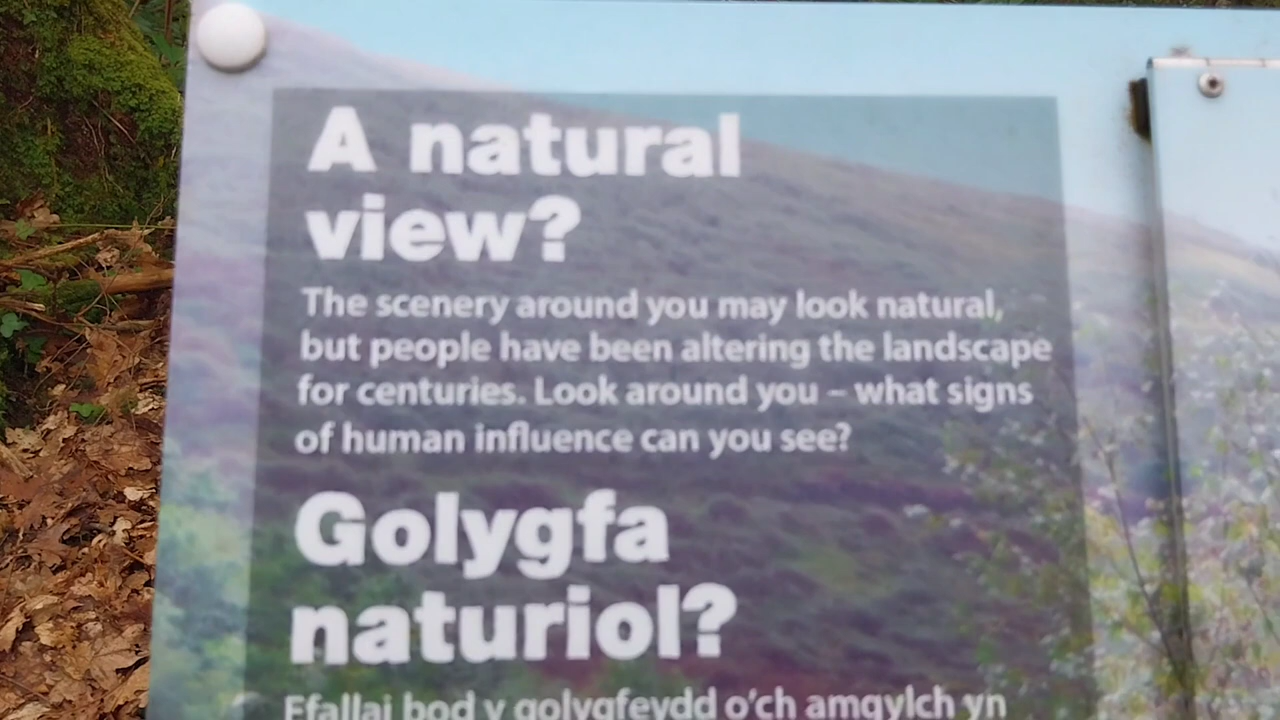 A natural
view?
The scenery around you may look natural,
but people have been altering the landscape
for centuries. Look around you – what signs
of human influence can you see?
Golygfa
naturiol?
Efallai bod y golygfeydd o'ch amgylch yn